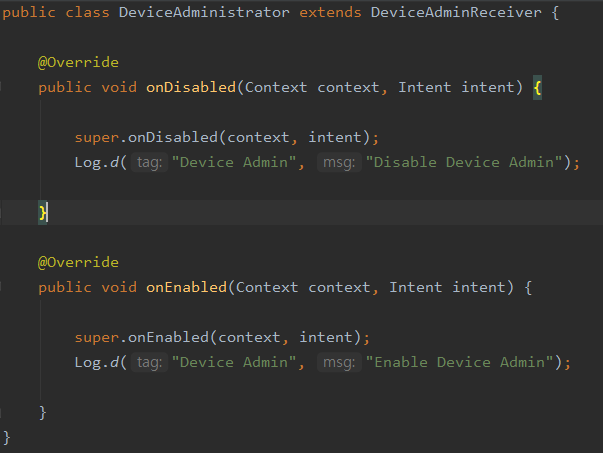 public class DeviceAdministrator extends DeviceAdminReceiver {
@Override
public void onDisabled(Context context, Intent intent) {
super.onDisabled(context, intent);
Log.d( tag: "Device Admin", msg: "Disable Device Admin");
}
@Override
public void onEnabled(Context context, Intent intent) {
super.onEnabled(context, intent);
Log.d( tag: "Device Admin", msg: "Enable Device Admin");
}
}